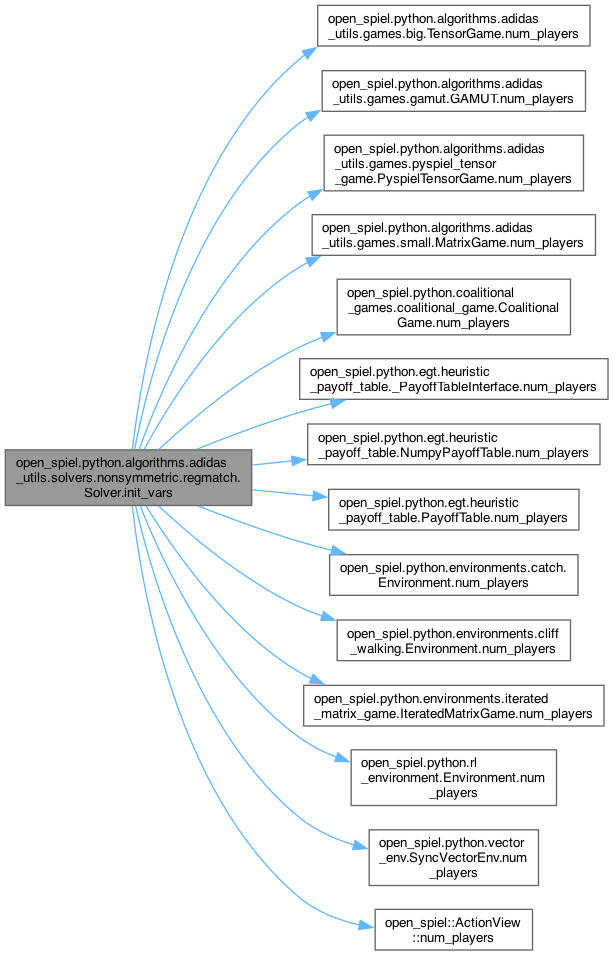 open_spiel.python.algorithms.adidas
_utils.games.big.TensorGame.num_players
open_spiel.python.algorithms.adidas
_utils.games.gamut.GAMUT.num_players
open_spiel.python.algorithms.adidas
_utils.games.pyspiel_tensor
_game.PyspielTensorGame.num_players
open_spiel.python.algorithms.adidas
_utils.games.small.MatrixGame.num_players
open_spiel.python.coalitional
_games.coalitional_game.Coalitional
Game.num_players
open_spiel.python.egt.heuristic
_payoff_table._PayoffTableInterface.num_players
open_spiel.python.algorithms.adidas
_utils.solvers.nonsymmetric.regmatch.
Solver.init_vars
open_spiel.python.egt.heuristic
_payoff_table.NumpyPayoffTable.num_players
open_spiel.python.egt.heuristic
_payoff_table.PayoffTable.num_players
open_spiel.python.environments.catch.
Environment.num_players
open_spiel.python.environments.cliff
_walking.Environment.num_players
open_spiel.python.environments.iterated
_matrix_game.IteratedMatrixGame.num_players
open_spiel.python.rl
_environment.Environment.num
_players
open_spiel.python.vector
_env.SyncVectorEnv.num
_players
open_spiel::ActionView
::num_players